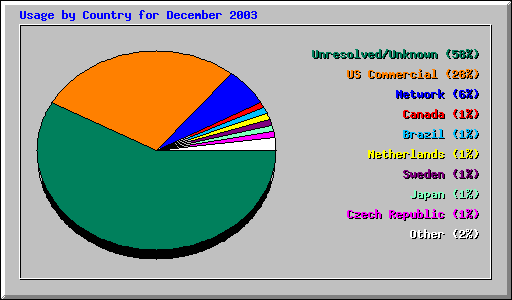 Usage by Country for December 2003
Unresolved/Unknown (58%)
US Commercial (28%)
Network (6%)
Canada (1%)
Brazil (1%)
Netherlands (1%)
Sweden (1%)
Japan (1%)
Czech Republic (1%)
Other (2%)